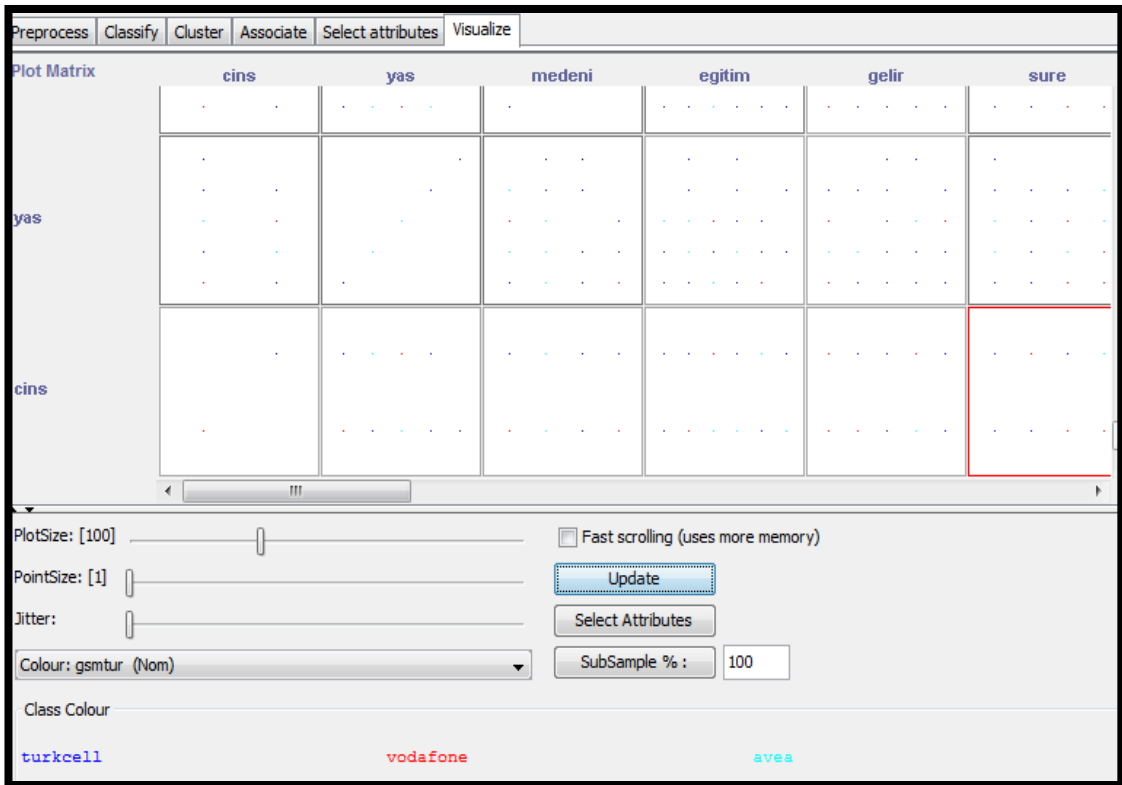 Preprocess Classify Cluster Associate Select attributes Visualize
Plot Matrix cins yas medeni egitim gelir sure
yas
cins
PlotSize: [100] Fast scrolling (uses more memory)
PointSize: [1] Update
Jitter: Select Attributes
Colour: gsmtur (Nom) SubSample % : 100
Class Colour
turkcell vodafone avea